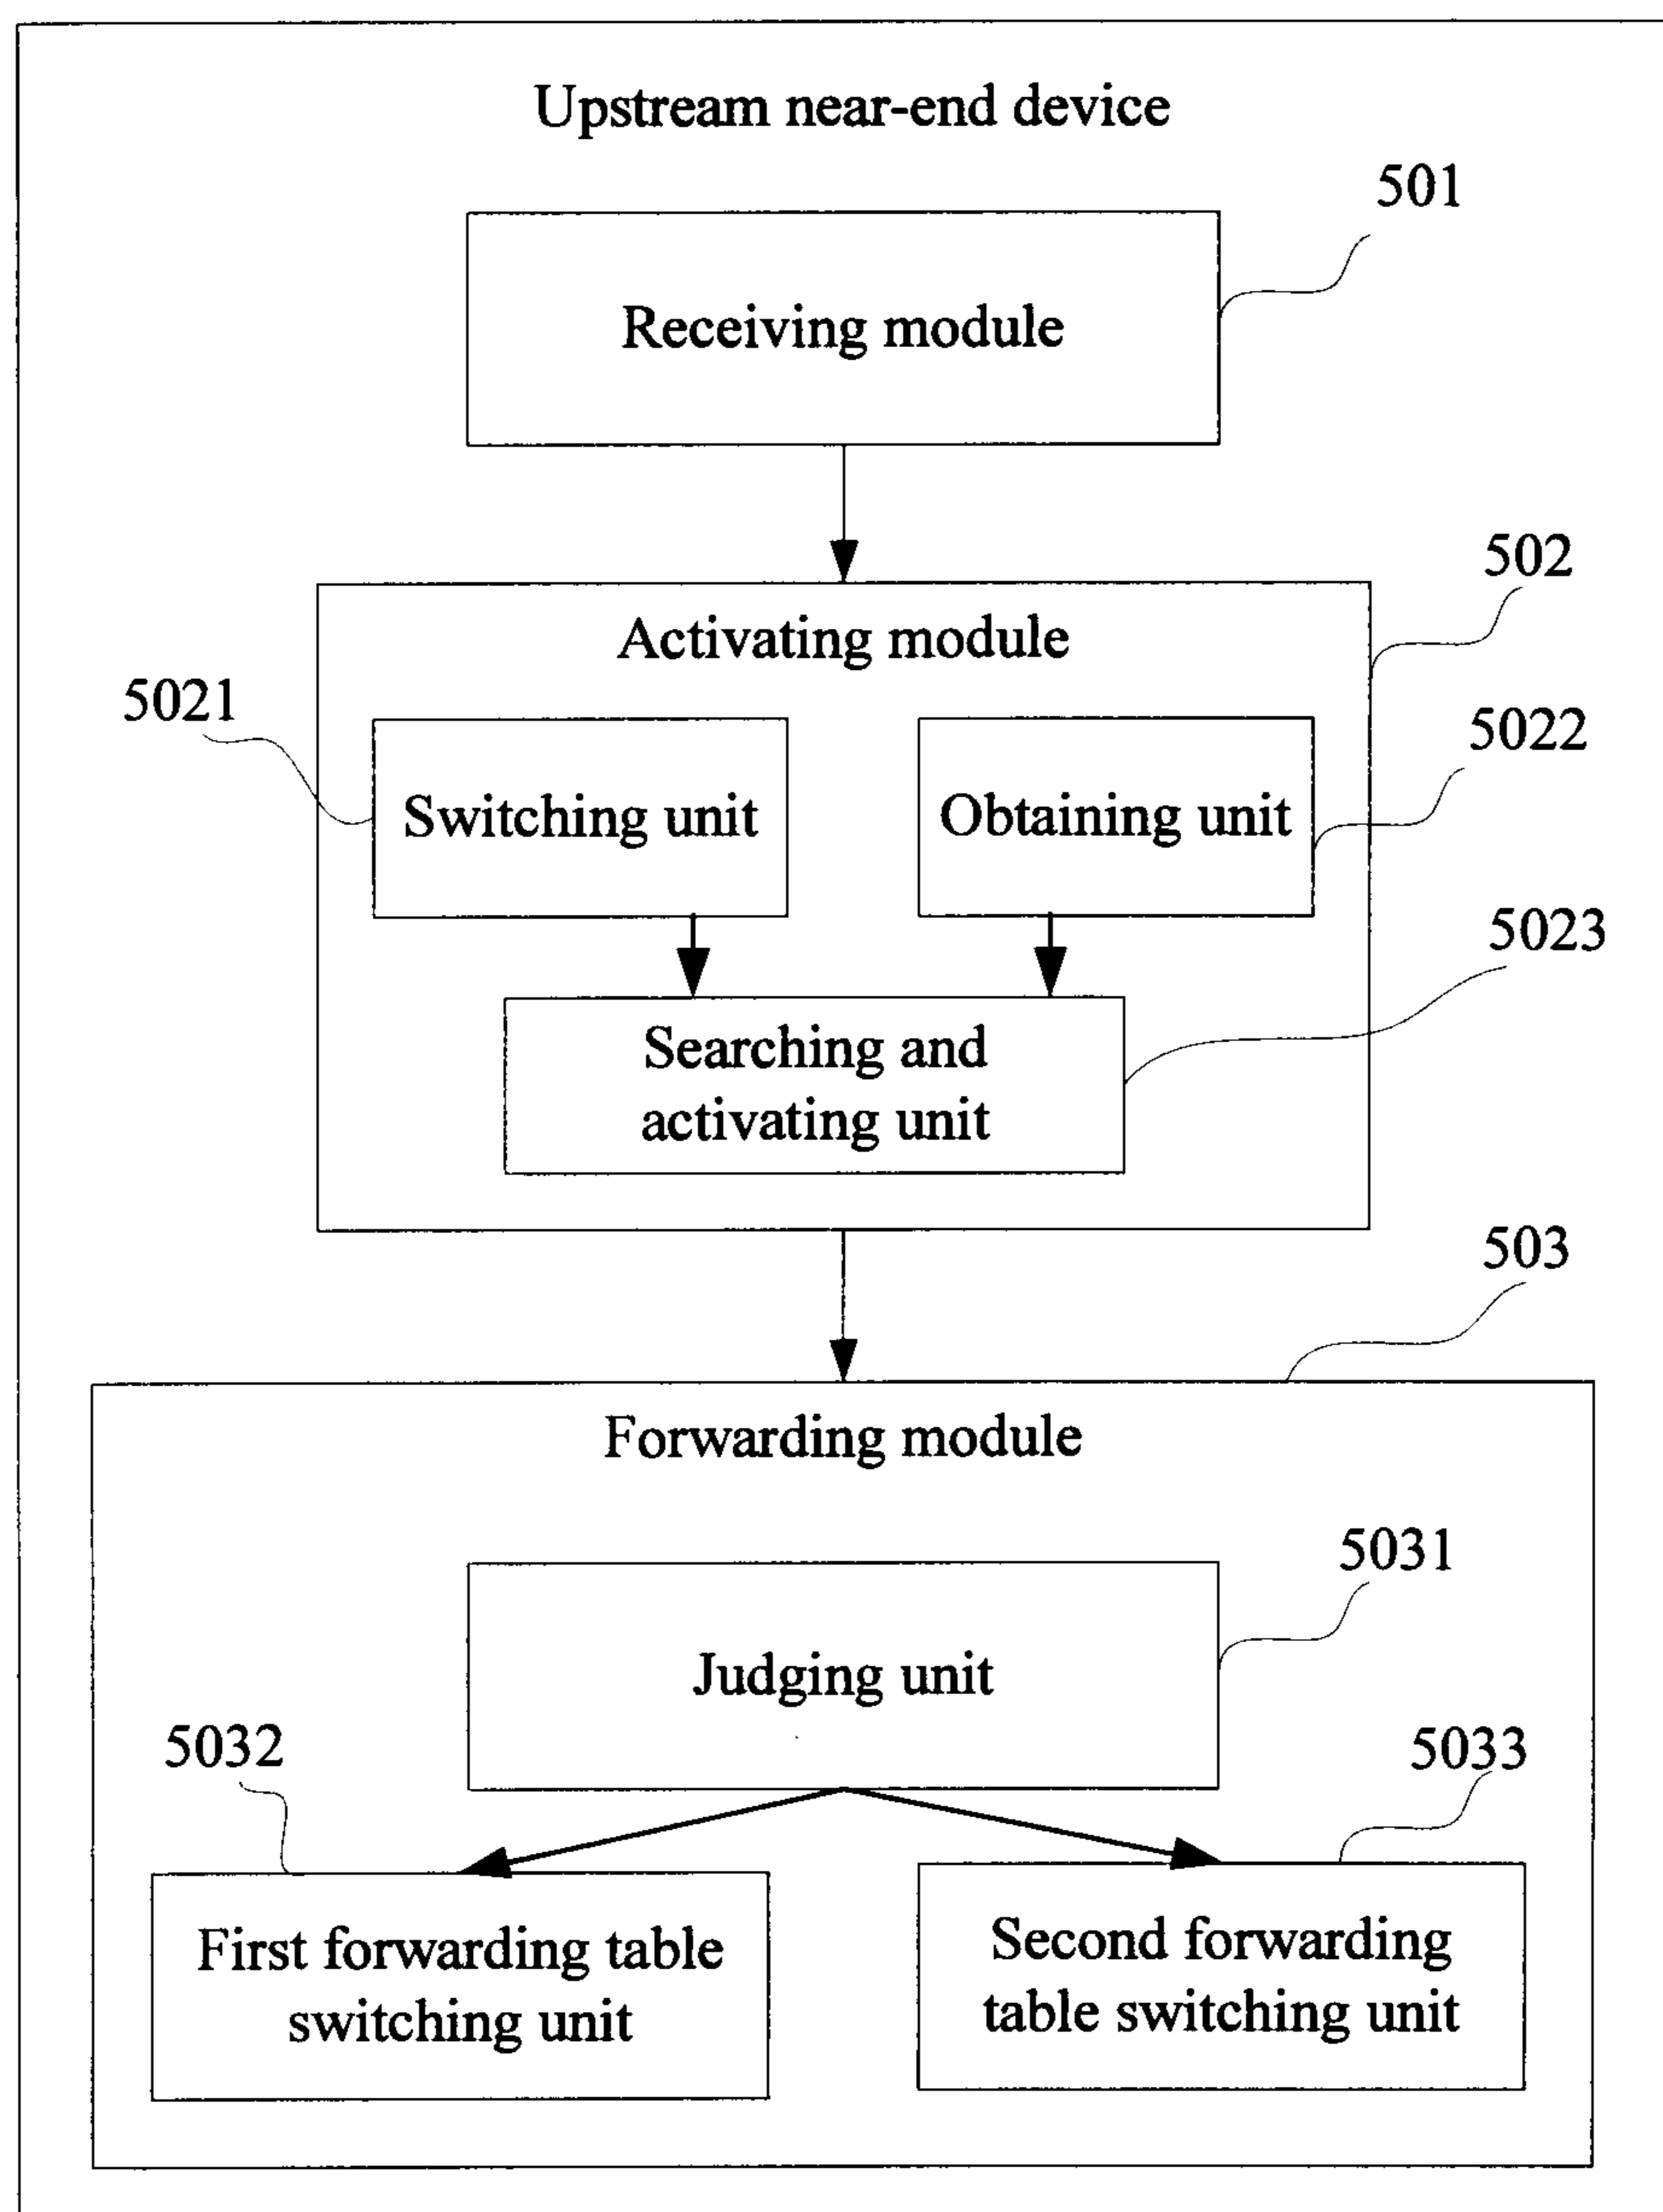 Upstream near-end device
501
Receiving module
502
Activating module
5021
5022
Switching unit
Obtaining unit
5023
Searching and
activating unit
503
Forwarding module
5031
Judging unit
5032
5033
First forwarding table
switching unit
Second forwarding
table switching unit